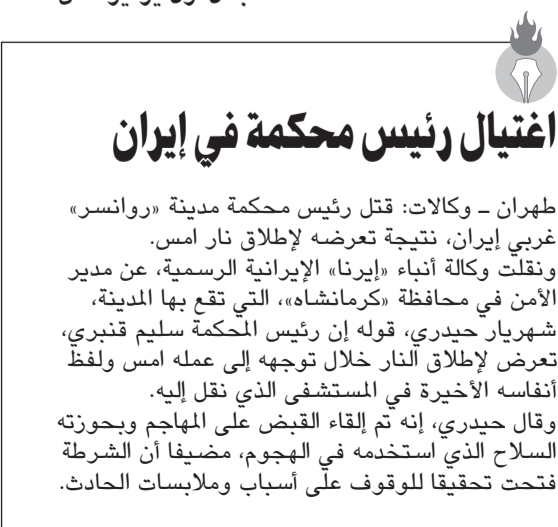 اغتيال رئيس محكمة في إيران
طهران – وكالات: قتل رئيس محكمة مدينة «روانسر»
غربي إيران، نتيجة تعرضه لإطلاق نار امس.
ونقلت وكالة أنباء «إيرنا» الإيرانية الرسمية، عن مدير
الأمن في محافظة «كرمانشاه»، التي تقع بها المدينة،
شهريار حيدري، قوله إن رئيس المحكمة سليم قنبري،
تعرض لإطلاق النار خلال توجهه إلى عمله امس ولفظ
أنفاسه الأخيرة في المستشفى الذي نقل إليه.
وقال حيدري، إنه تم إلقاء القبض على المهاجم وبحوزته
السلاح الذي استخدمه في الهجوم، مضيفا أن الشرطة
فتحت تحقيقا للوقوف على أسباب وملابسات الحادث.